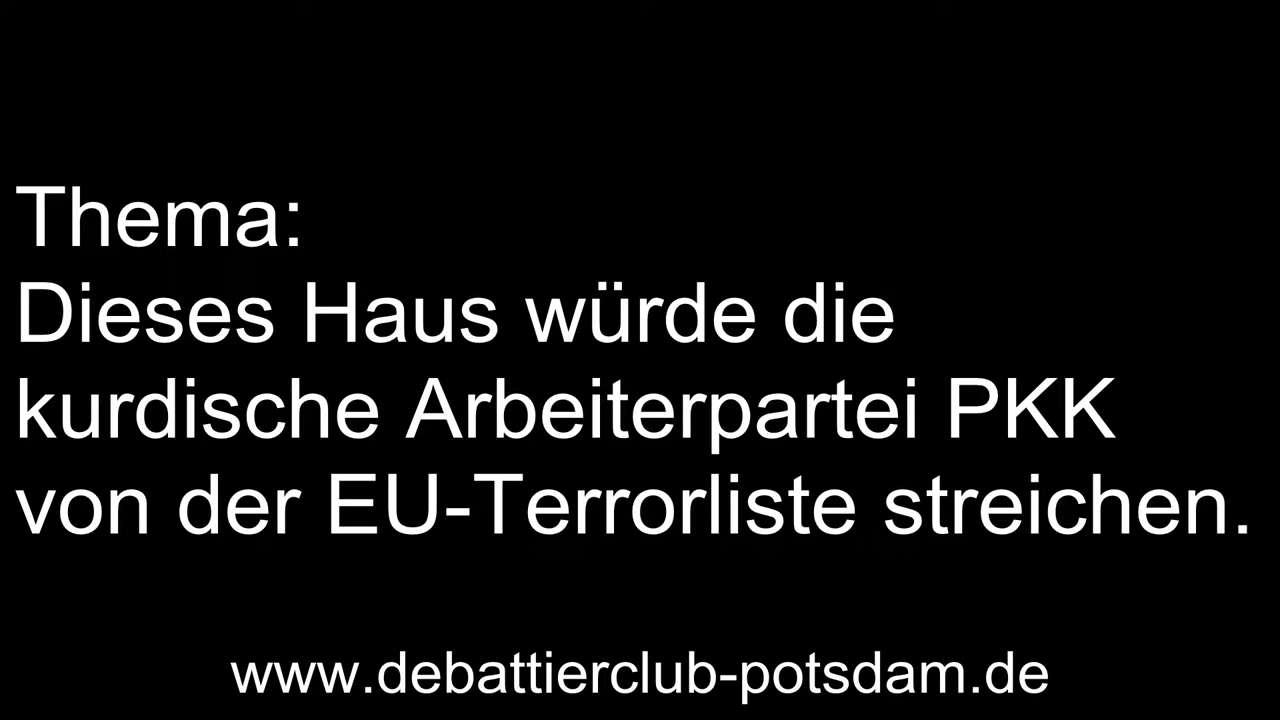 Thema:
Dieses Haus würde die
kurdische Arbeiterpartei PKK
von der EU-Terrorliste streichen.
www.debattierclub-potsdam.de